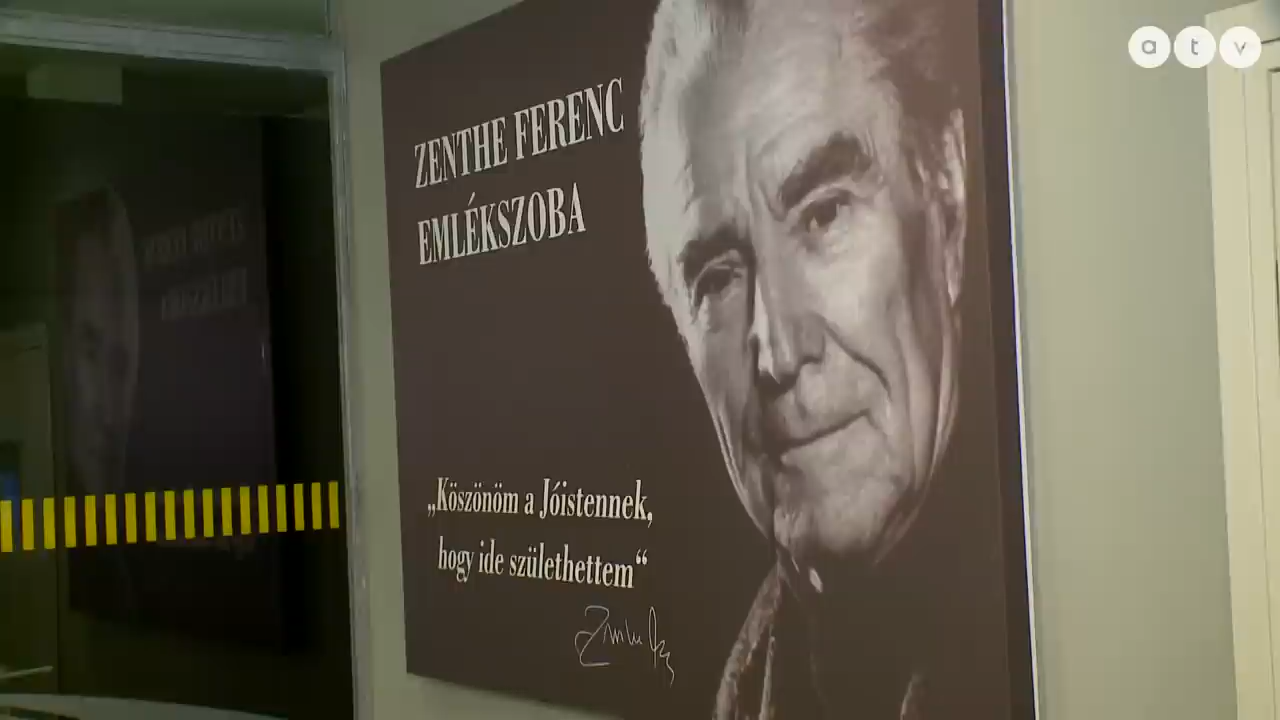 atv
ZENTHE FERENC
EMLÉKSZOBA
„Köszönöm a Jóistennek,
hogy ide születhettem“